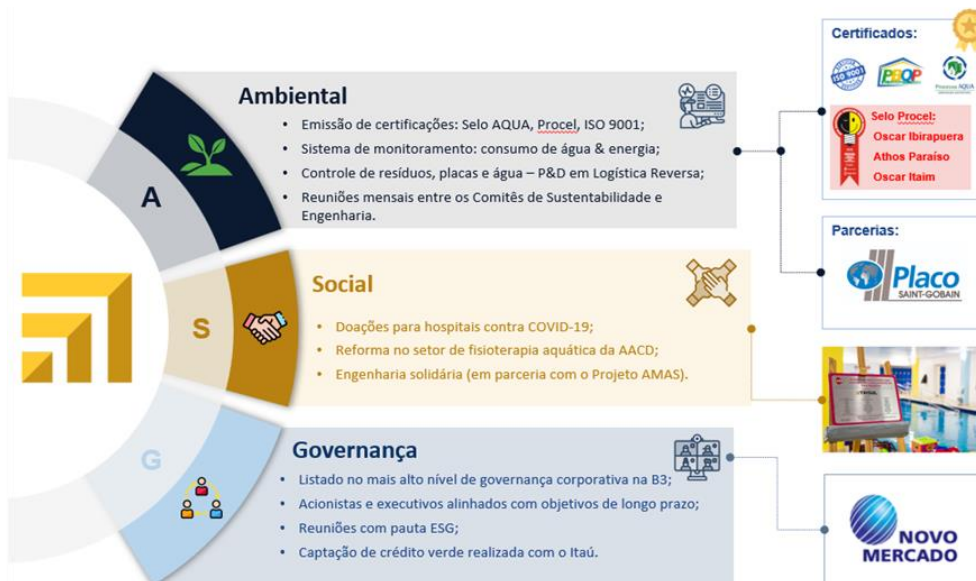 A
Ambiental
• Emissão de certificações: Selo AQUA, Procel, ISO 9001;
• Sistema de monitoramento: consumo de água & energia;
• Controle de resíduos, placas e água – P&D em Logística Reversa;
• Reuniões mensais entre os Comitês de Sustentabilidade e
Engenharia.
S
Social
• Doações para hospitais contra COVID-19;
• Reforma no setor de fisioterapia aquática da AACD;
• Engenharia solidária (em parceria com o Projeto AMAS).
G
Governança
• Listado no mais alto nível de governança corporativa na B3;
• Acionistas e executivos alinhados com objetivos de longo prazo;
• Reuniões com pauta ESG;
• Captação de crédito verde realizada com o Itaú.
Certificados:
ISO 9001
PBQP
Processo AQUA
Selo Procel:
Oscar Ibirapuera
Athos Paraíso
Oscar Itaim
Parcerias:
Placo
SAINT-GOBAIN
NOVO
MERCADO